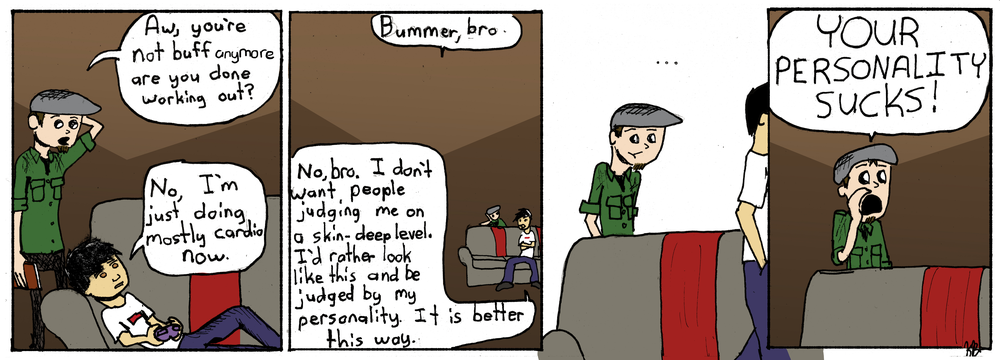 Aw, you're
not buff anymore
are you done
working out?
No, I'm
just doing
mostly cardio
now.
Bummer, bro.
No, bro. I don't
want people
judging me on
a skin-deep level.
I'd rather look
like this and be
judged by my
personality. It is better
this way.
...
YOUR
PERSONALITY
SUCKS!